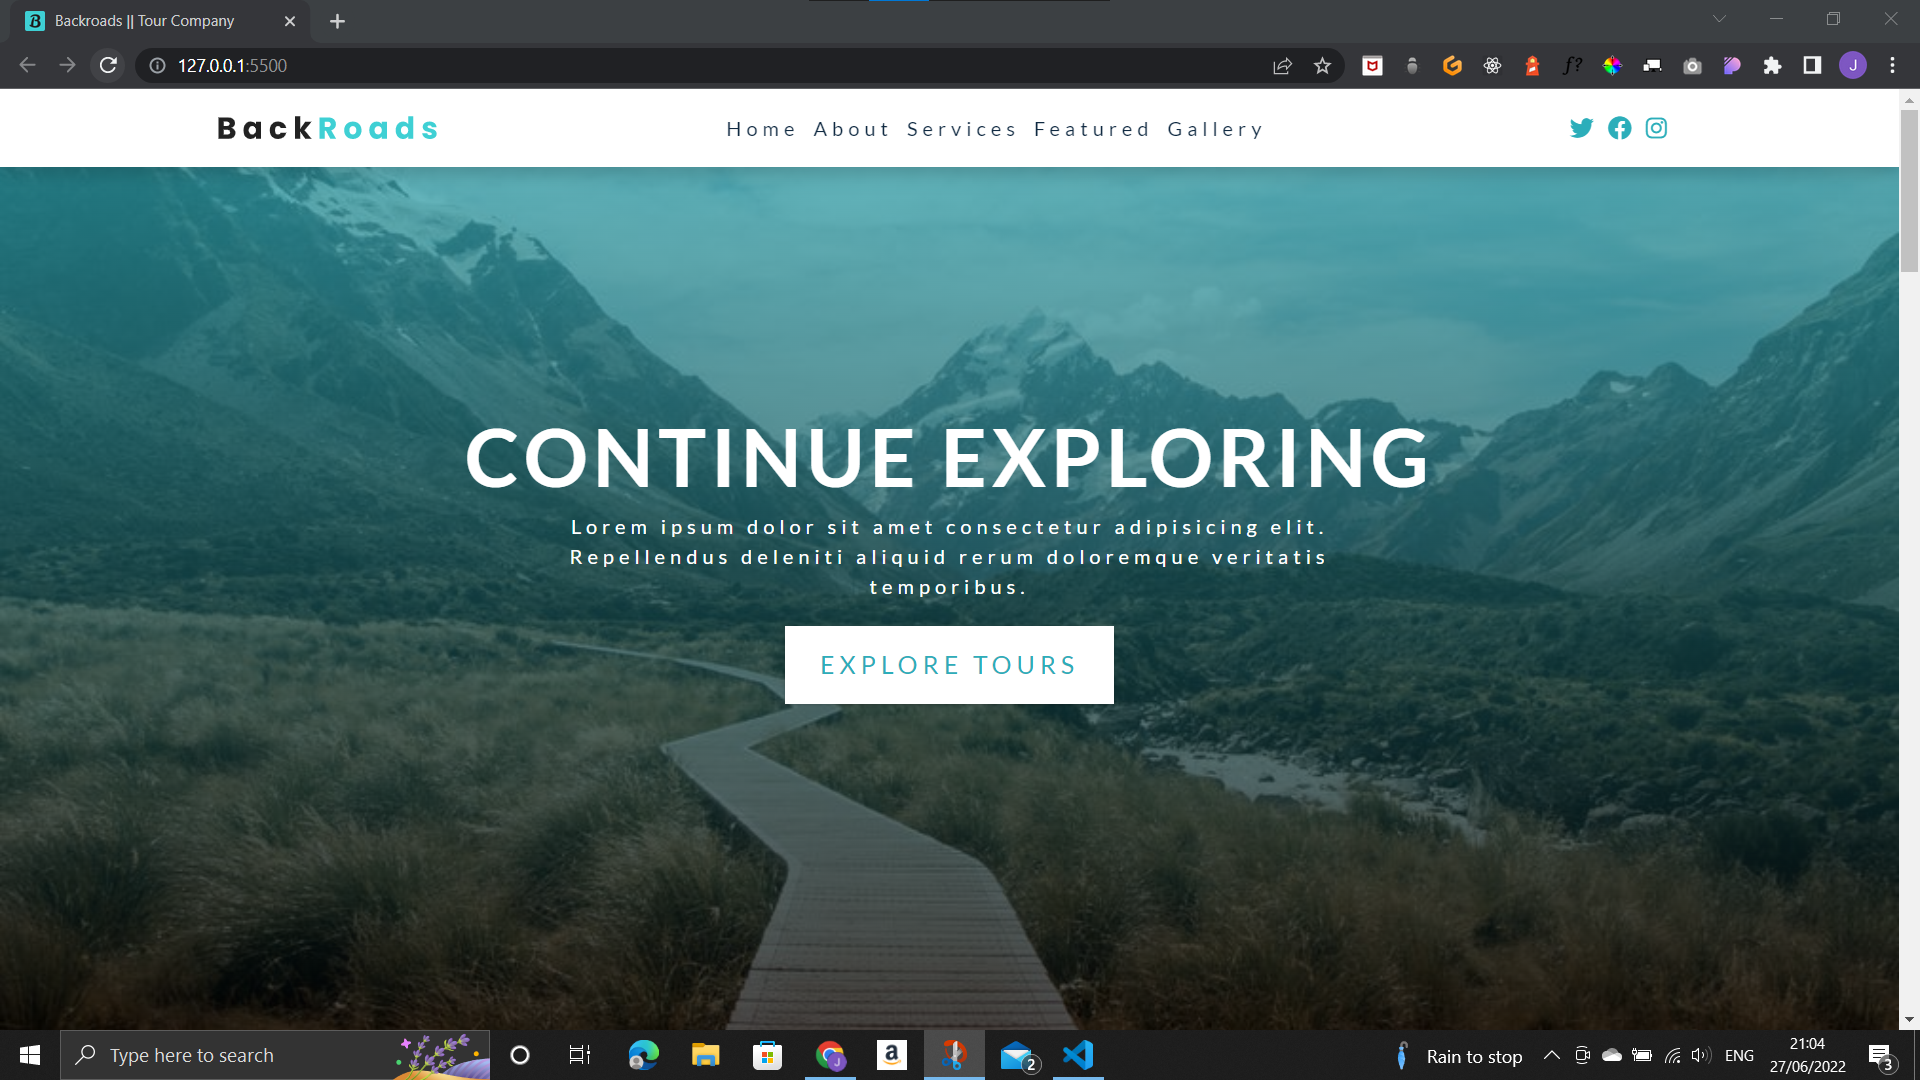 Backroads || Tour Company
127.0.0.1:5500
J
BackRoads
Home About Services Featured Gallery
CONTINUE EXPLORING
Lorem ipsum dolor sit amet consectetur adipisicing elit.
Repellendus deleniti aliquid rerum doloremque veritatis
temporibus.
EXPLORE TOURS
Type here to search
2
Rain to stop
ENG
21:04
27/06/2022
3